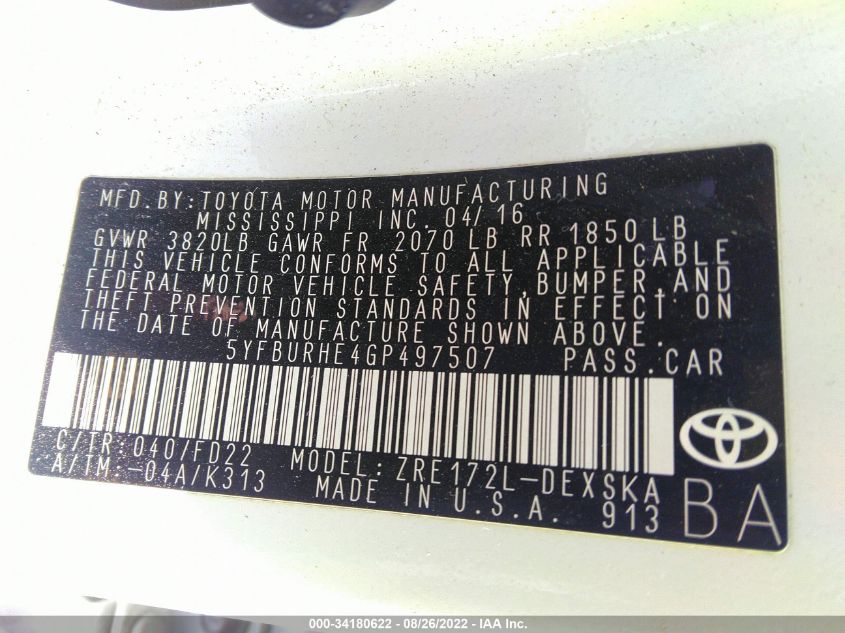 MFD.BY:TOYOTA MOTOR MANUFACTURING
MISSISSIPPI INC. 04/16
GVWR 3820LB GAWR FR 2070 LB RR 1850 LB
THIS VEHICLE CONFORMS TO ALL APPLICABLE
FEDERAL MOTOR VEHICLE SAFETY,BUMPER,AND
THEFT PREVENTION STANDARDS IN EFFECT ON
THE DATE OF MANUFACTURE SHOWN ABOVE.
5YFBURHE4GP497507 PASS.CAR
C/TR:040/FD22 MODEL:ZRE172L-DEXSKA
A/TM:-04A/K313 MADE IN U.S.A. 913
BA
000-34180622 - 08/26/2022 - IAA Inc.